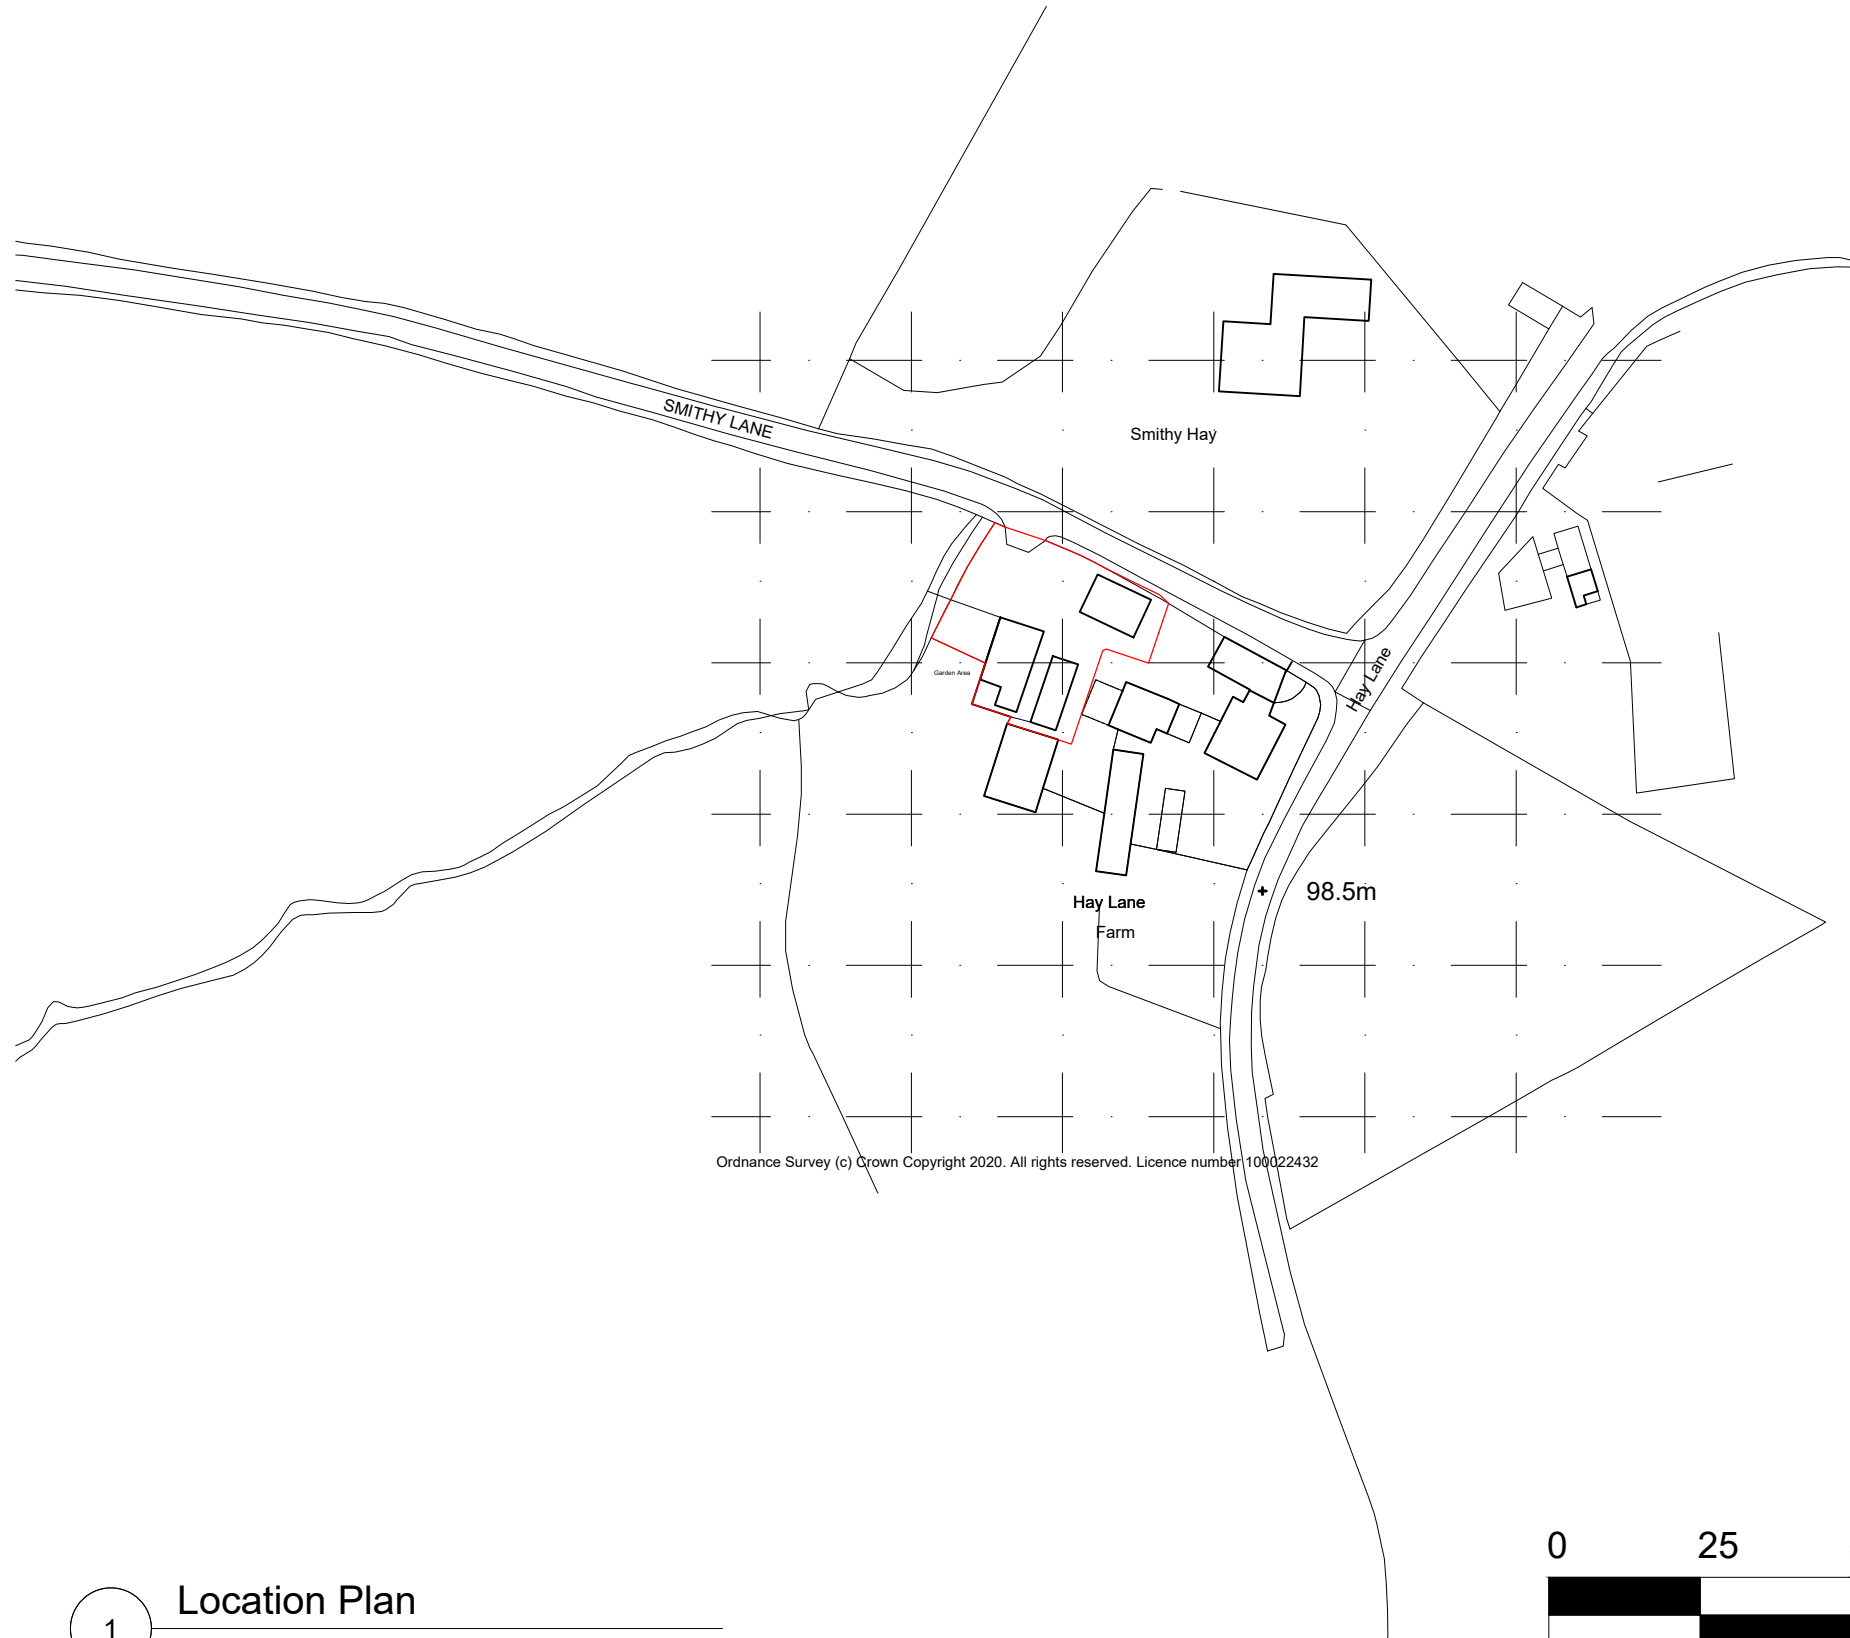 SMITHY LANE
Smithy Hay
Hay Lane
Garden Area
98.5m
Hay Lane
Farm
Ordnance Survey (c) Crown Copyright 2020. All rights reserved. Licence number 100022432
0 25
Location Plan
1